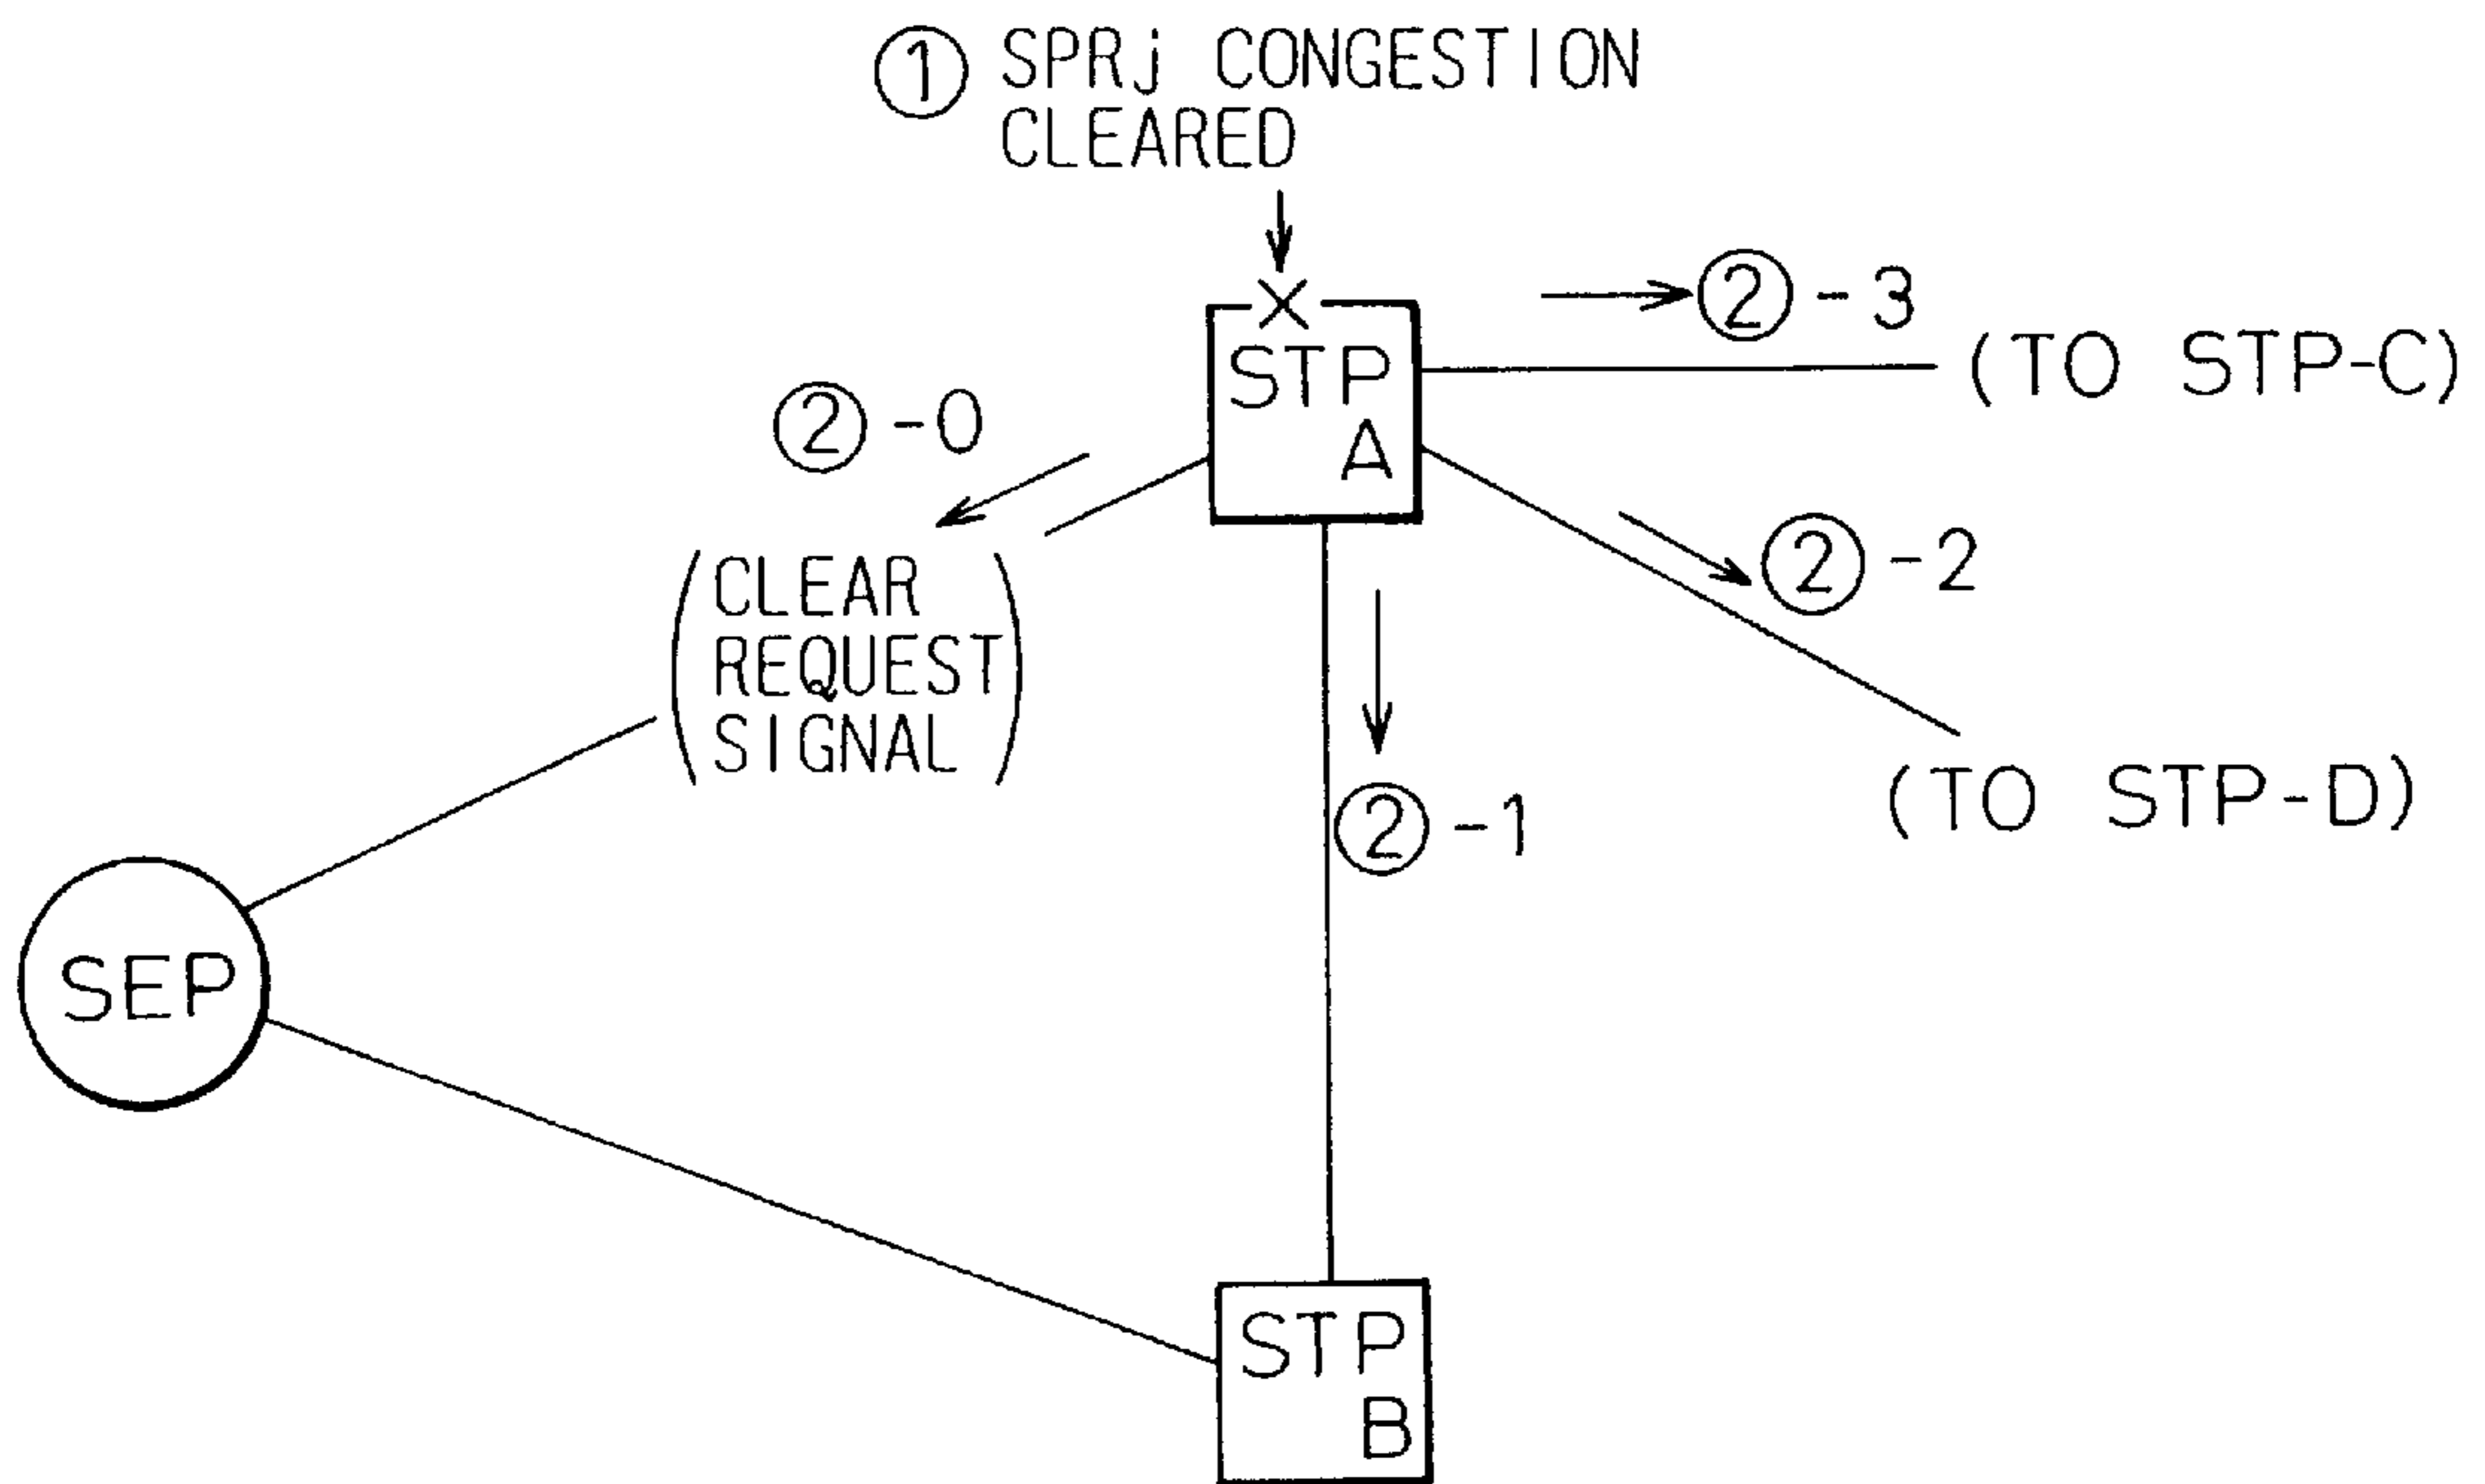 ① SPRj CONGESTION
CLEARED
②-3
(TO STP-C)
STP
A
②-0
②-2
(CLEAR
REQUEST
SIGNAL)
(TO STP-D)
②-1
SEP
STP
B